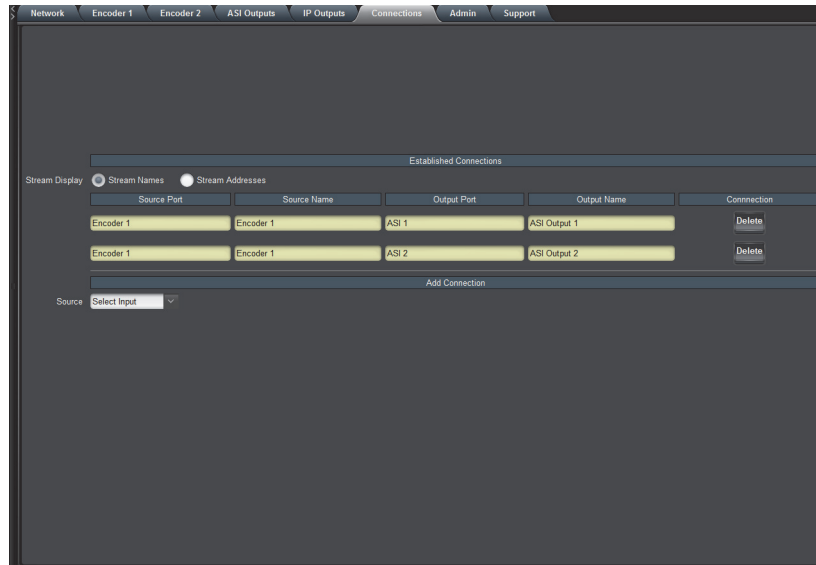 Network Encoder 1 Encoder 2 ASI Outputs IP Outputs Connections Admin Support
Established Connections
Stream Display Stream Names Stream Addresses
Source Port Source Name Output Port Output Name Connnection
Encoder 1 Encoder 1 ASI 1 ASI Output 1 Delete
Encoder 1 Encoder 1 ASI 2 ASI Output 2 Delete
Add Connection
Source Select Input